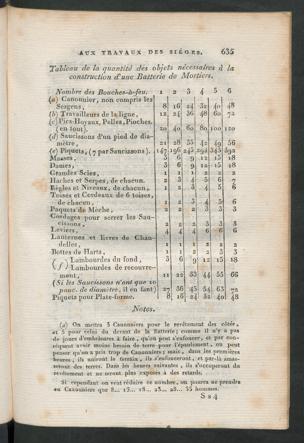 AUX TRAVAUX DES SIÉGES. 635
Tableau de la quantité des objets nécessaires à la
construction d'une Batterie de Mortiers.
Nombre des Bouches-à-feu. 1 2 3 4 5 6
(a) Canonnier, non compris les
Sergens, 8 16 24 32 40 48
(b) Travailleurs de la ligne, 12 24 36 48 60 72
(c) Pics-Hoyaux, Pelles, Pioches,
(en tout). 20 40 60 80 100 120
(d) Saucissons d'un pied de dia-
mètre, 21 28 35 42 49 56
(e) Piquets, (7 par Saucissons). 147 196 245 294 343 392
Masses, 3 6 9 12 15 18
Dames, 3 6 9 12 15 18
Grandes Scies, 1 1 1 2 2 2
Haches et Serpes, de chacun. 2 3 4 5 6 7
Règles et Niveaux, de chacun, 1 2 3 4 5 6
Toises et Cordeaux de 6 toises,
de chacun, 1 2 3 4 5 6
Paquets de Mèche, 2 2 2 3 3 3
Cordages pour serrer les Sau-
cissons, 2 2 2 3 3 3
Leviers, 4 4 4 6 6 6
Lanternes et livres de Chan-
delles, 1 1 1 2 2 2
Bottes de Harts, 1 1 2 2 3 3
(f) Lambourdes du fond, 3 6 9 12 15 18
Lambourdes de recouvre-
ment, 11 22 33 44 55 66
(Si les Saucissons n'ont que 10
pouc. de diamètre, il en faut) 27 36 45 54 63 72
Piquets pour Plate-forme. 8 16 24 32 40 48
Notes.
(a) On mettra 3 Canonniers pour le revêtement des côtés,
et 5 pour celui du devant de la Batterie; comme il n'y a pas
de joues d'embrasures à faire, qu'on peut s'enfoncer, et par con-
séquent avoir moins besoin de terre pour l'épaulement, on peut
penser qu'on a pris trop de Canonniers; mais, dans les premières
heures, ils aideront le terrain, ils s'enfonceront, et par-là amas-
seront des terres. Dans les heures suivantes, ils s'occuperont du
revêtement et ne seront plus exposés à des retards.
Si cependant on veut réduire ce nombre, on pourra ne prendre
en Canonniers que 8... 13... 18... 23... 28... 33 hommes.
S s 4